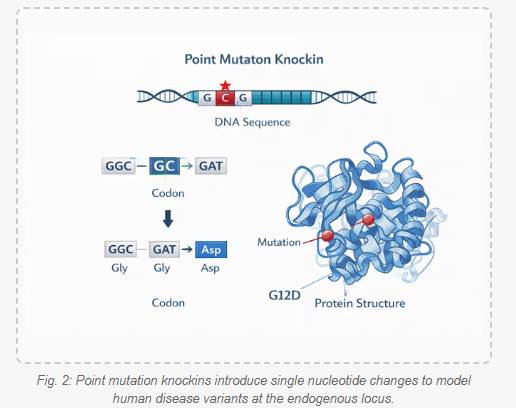 Point Mutaton Knockin
G C G
DNA Sequence
GGC GC GAT
Codon
GGC GAT Asp
Gly Gly Asp
Codon
Mutation
G12D
Protein Structure
Fig. 2: Point mutation knockins introduce single nucleotide changes to model
human disease variants at the endogenous locus.